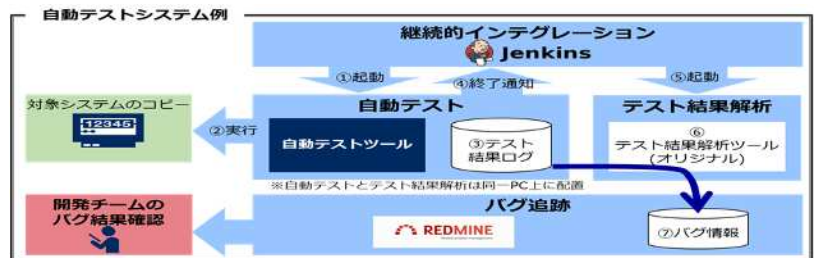 自動テストシステム例
継続的インテグレーション
Jenkins
①起動
④終了通知
⑤起動
対象システムのコピー
12345
②実行
自動テスト
自動テストツール
③テスト
結果ログ
テスト結果解析
⑥
テスト結果解析ツール
(オリジナル)
※自動テストとテスト結果解析は同一PC上に配置
開発チームの
バグ結果確認
バグ追跡
REDMINE
⑦バグ情報